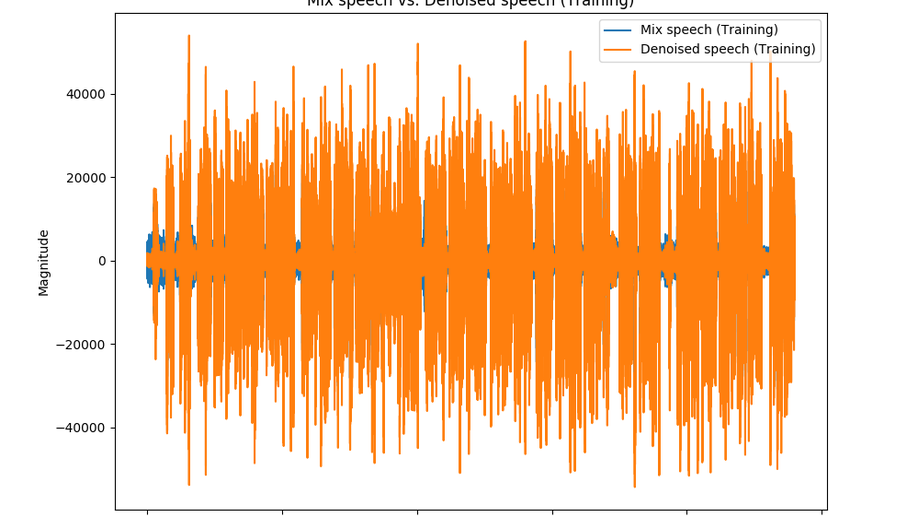 Mix speech vs. Denoised speech (Training)
Mix speech (Training)
Denoised speech (Training)
40000
20000
0
−20000
−40000
Magnitude